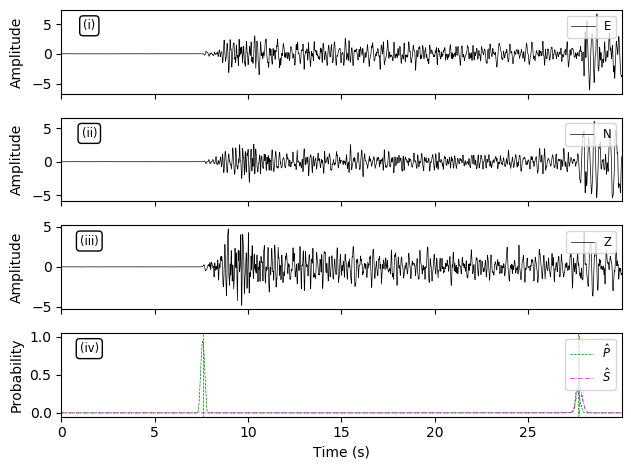 (i)
E
Amplitude
5
0
−5
(ii)
N
Amplitude
5
0
−5
(iii)
Z
Amplitude
5
0
−5
(iv)
P̂
Ŝ
Probability
1.0
0.5
0.0
0 5 10 15 20 25
Time (s)